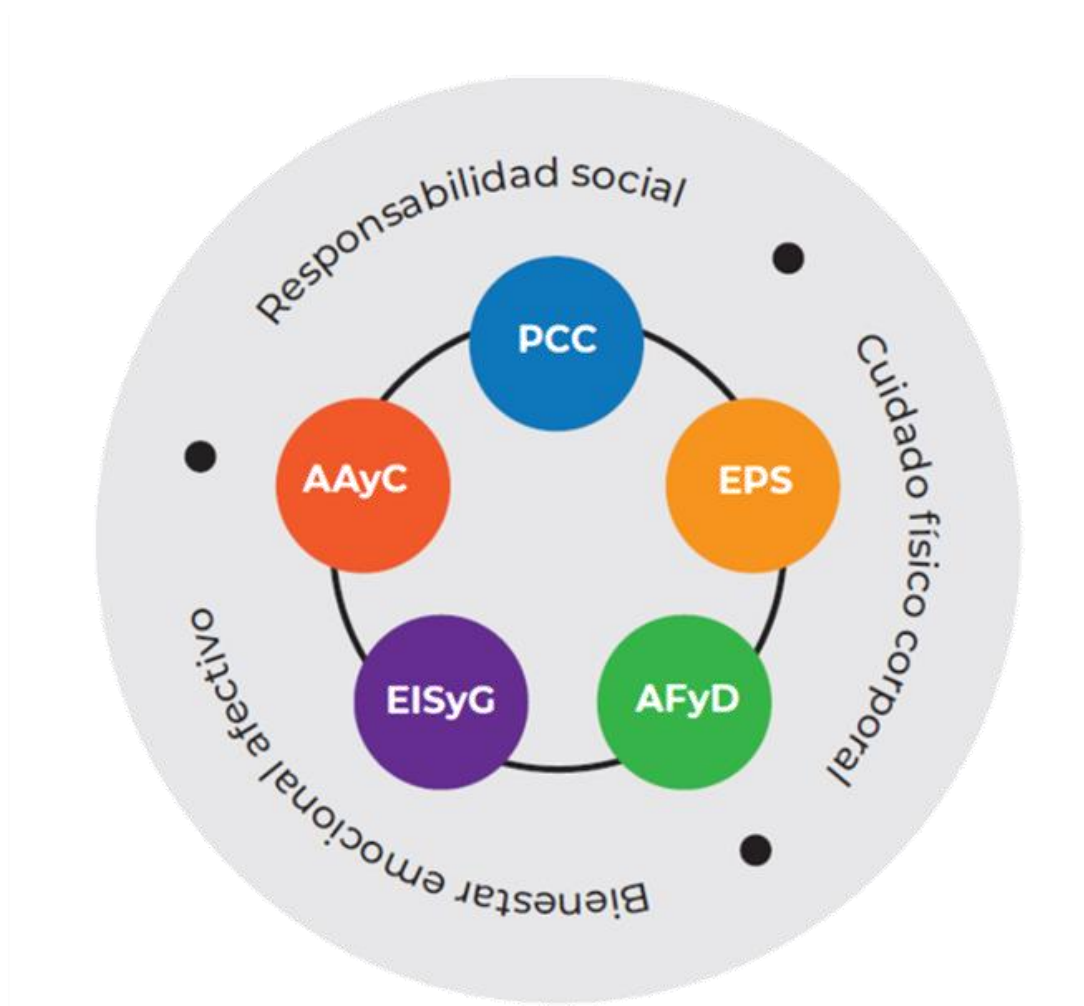 Responsabilidad social
PCC
Cuidado físico corporal
AAyC
EPS
EISyG
AFyD
Bienestar emocional afectivo